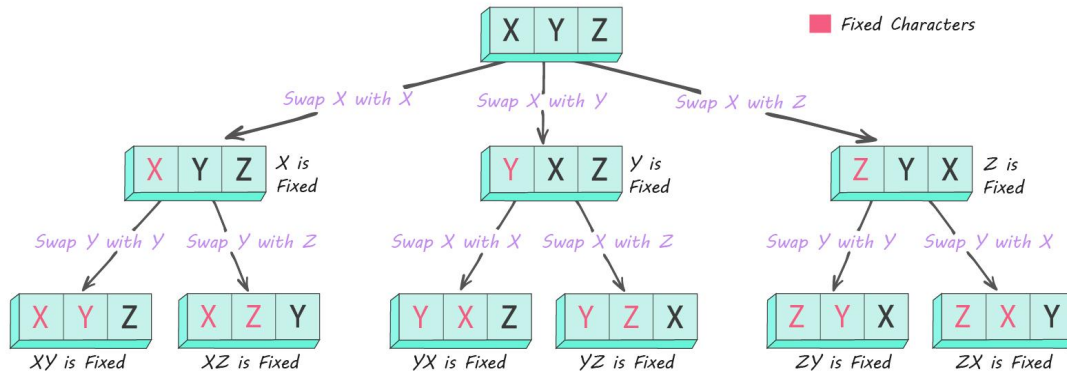 X Y Z
Fixed Characters
Swap X with X
Swap X with Y
Swap X with Z
X Y Z
X is
Fixed
Y X Z
Y is
Fixed
Z Y X
Z is
Fixed
Swap Y with Y
Swap Y with Z
Swap X with X
Swap X with Z
Swap Y with Y
Swap Y with X
X Y Z
X Z Y
Y X Z
Y Z X
Z Y X
Z X Y
XY is Fixed
XZ is Fixed
YX is Fixed
YZ is Fixed
ZY is Fixed
ZX is Fixed